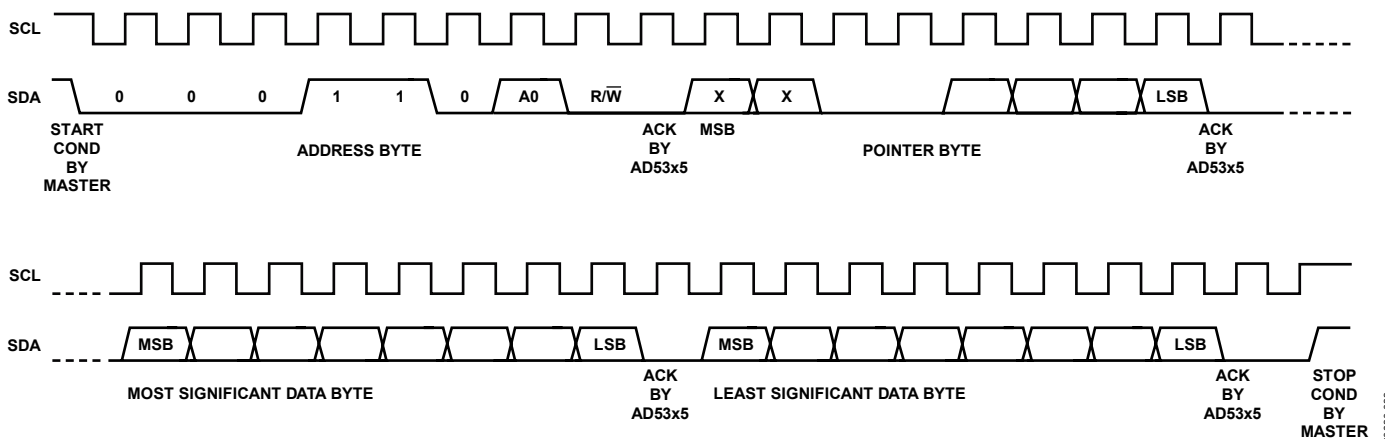 SCL
SDA
0 0 0 1 1 0 A0 R/W̅ X X LSB
START
COND
BY
MASTER
ADDRESS BYTE
ACK
BY
AD53x5
MSB
POINTER BYTE
ACK
BY
AD53x5
SCL
SDA
MSB LSB MSB LSB
MOST SIGNIFICANT DATA BYTE
ACK
BY
AD53x5
LEAST SIGNIFICANT DATA BYTE
ACK
BY
AD53x5
STOP
COND
BY
MASTER